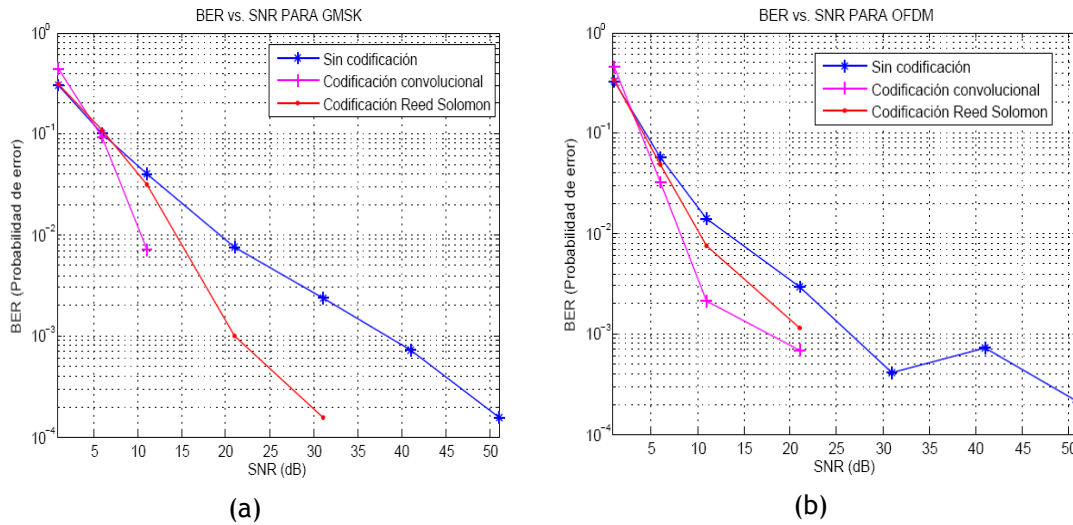 BER vs. SNR PARA GMSK
10^0
10^-1
10^-2
10^-3
10^-4
BER (Probabilidad de error)
Sin codificación
Codificación convolucional
Codificación Reed Solomon
5 10 15 20 25 30 35 40 45 50
SNR (dB)
(a)
BER vs. SNR PARA OFDM
10^0
10^-1
10^-2
10^-3
10^-4
BER (Probabilidad de error)
Sin codificación
Codificación convolucional
Codificación Reed Solomon
5 10 15 20 25 30 35 40 45 50
SNR (dB)
(b)